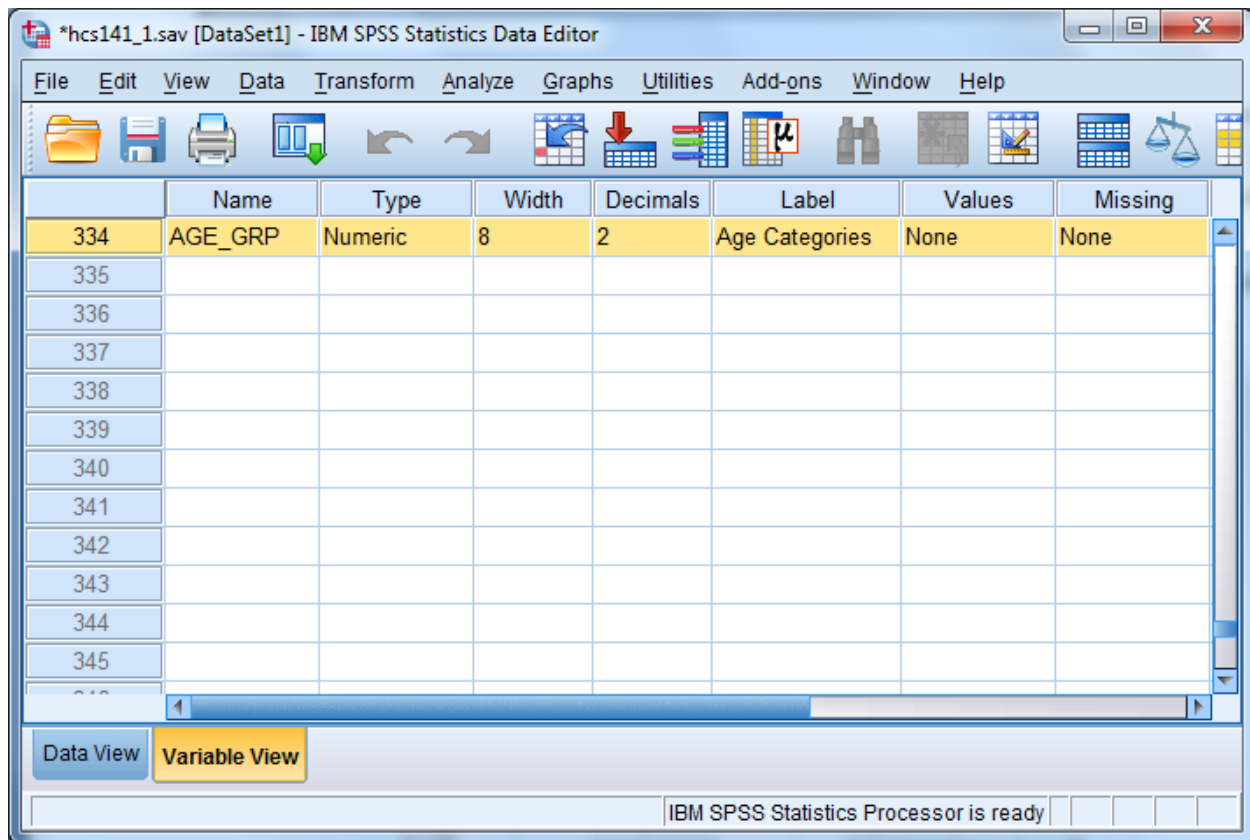 *hcs141_1.sav [DataSet1] - IBM SPSS Statistics Data Editor
File Edit View Data Transform Analyze Graphs Utilities Add-ons Window Help
μ
Name Type Width Decimals Label Values Missing
334 AGE_GRP Numeric 8 2 Age Categories None None
335
336
337
338
339
340
341
342
343
344
345
Data View Variable View
IBM SPSS Statistics Processor is ready